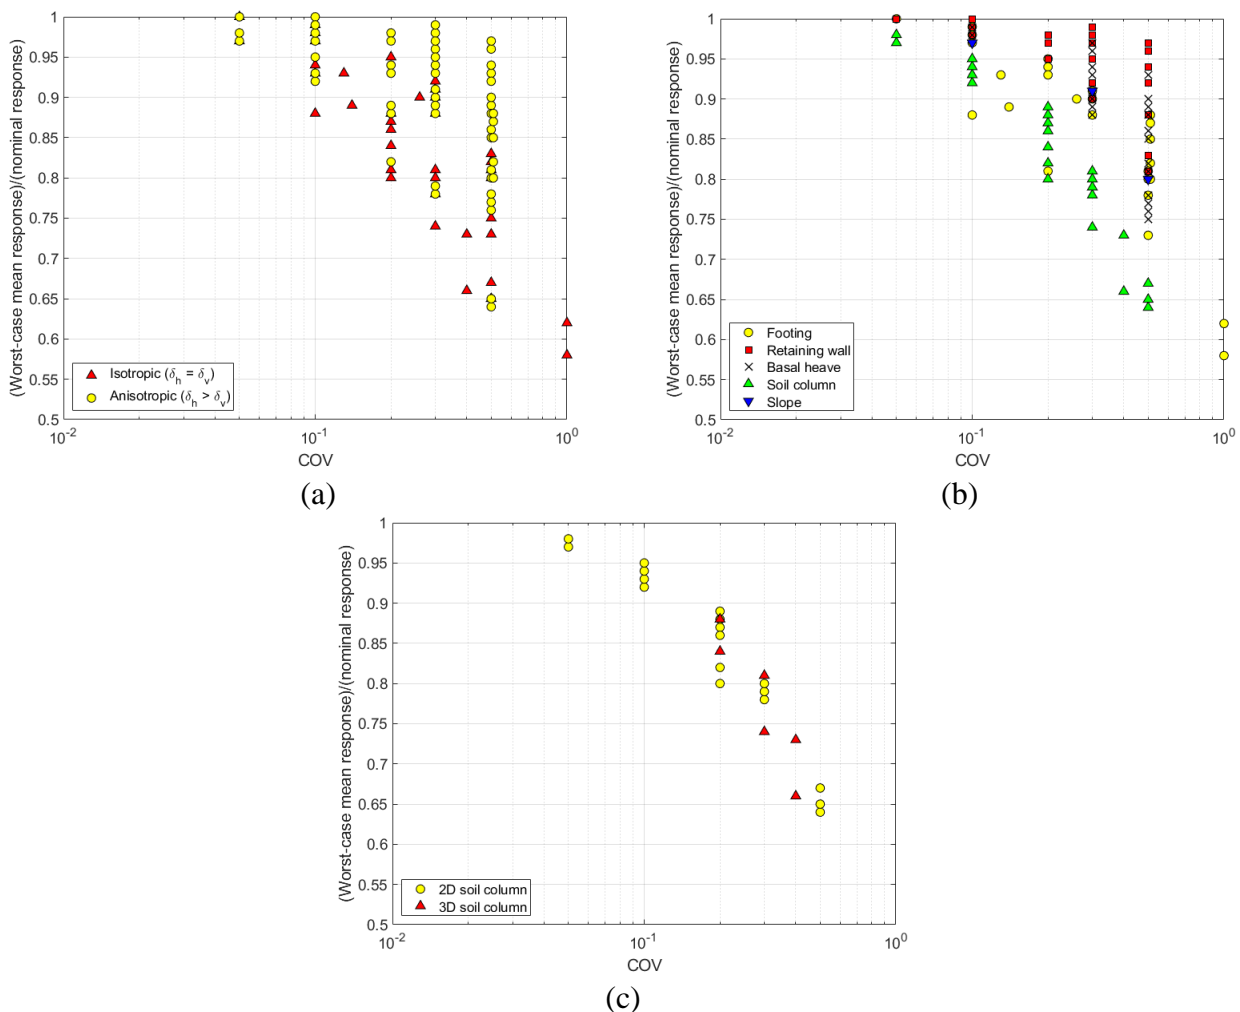 (Worst-case mean response)/(nominal response)
1
0.95
0.9
0.85
0.8
0.75
0.7
0.65
0.6
0.55
0.5
Isotropic (δh = δv)
Anisotropic (δh > δv)
10-2
10-1
100
COV
(a)
(Worst-case mean response)/(nominal response)
1
0.95
0.9
0.85
0.8
0.75
0.7
0.65
0.6
0.55
0.5
Footing
Retaining wall
Basal heave
Soil column
Slope
10-2
10-1
100
COV
(b)
(Worst-case mean response)/(nominal response)
1
0.95
0.9
0.85
0.8
0.75
0.7
0.65
0.6
0.55
0.5
2D soil column
3D soil column
10-2
10-1
100
COV
(c)